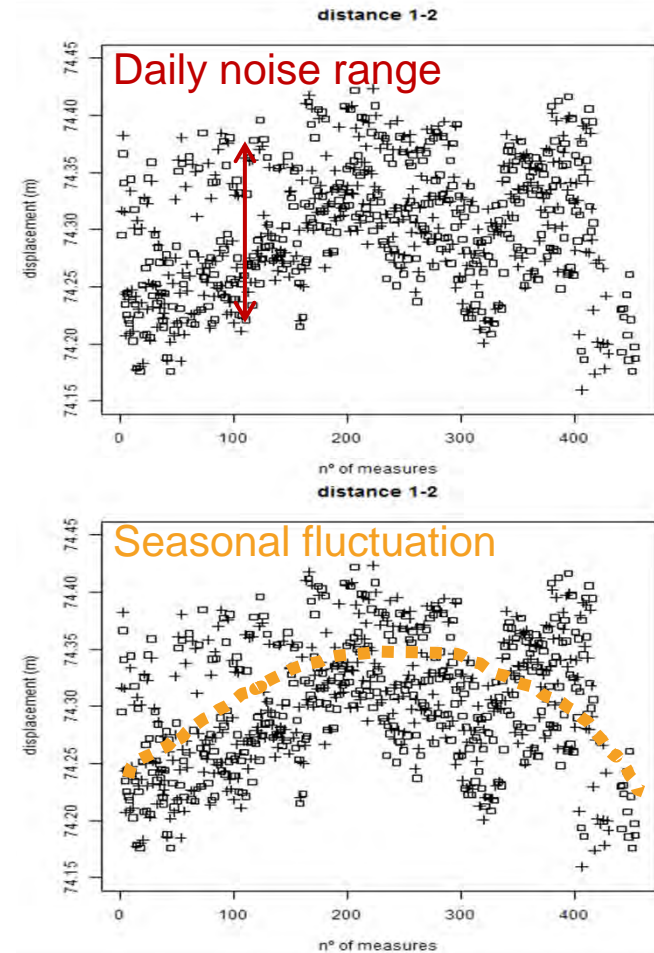 distance 1-2
Daily noise range
displacement (m)
74.45
74.40
74.35
74.30
74.25
74.20
74.15
0 100 200 300 400
nº of measures
distance 1-2
Seasonal fluctuation
displacement (m)
74.45
74.40
74.35
74.30
74.25
74.20
74.15
0 100 200 300 400
nº of measures